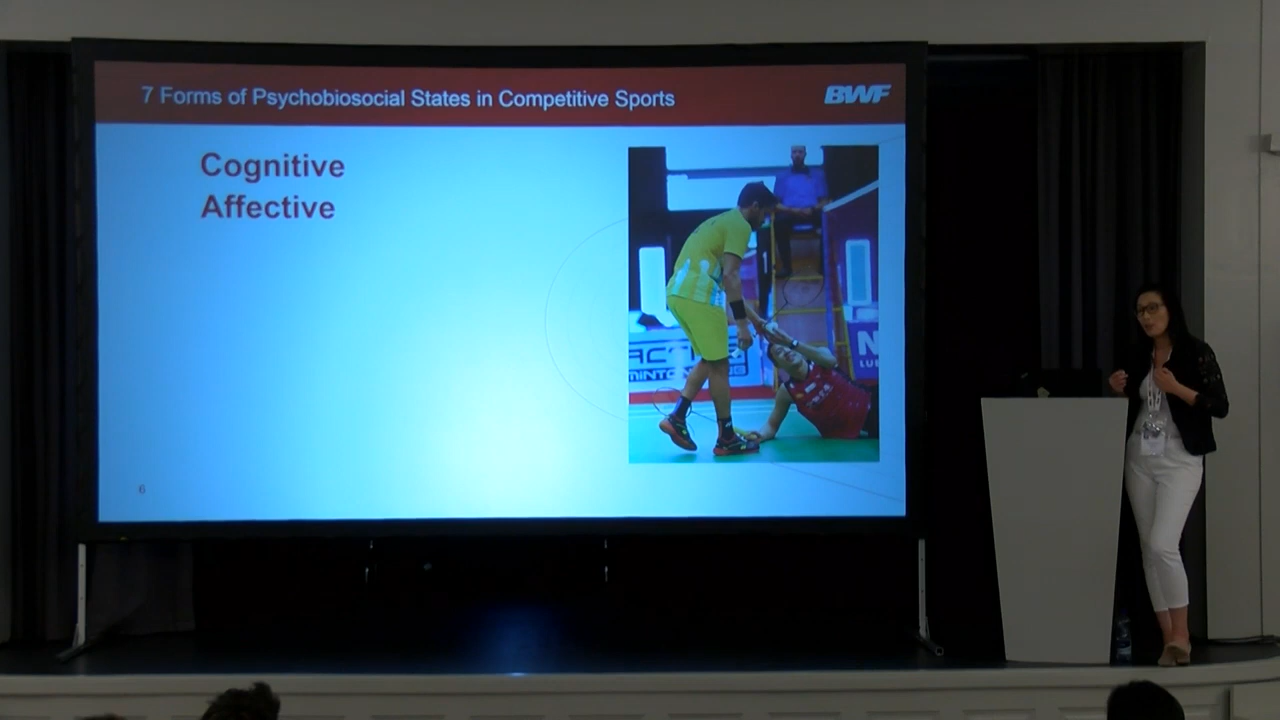 7 Forms of Psychobiosocial States in Competitive Sports
BWF
Cognitive
Affective
6